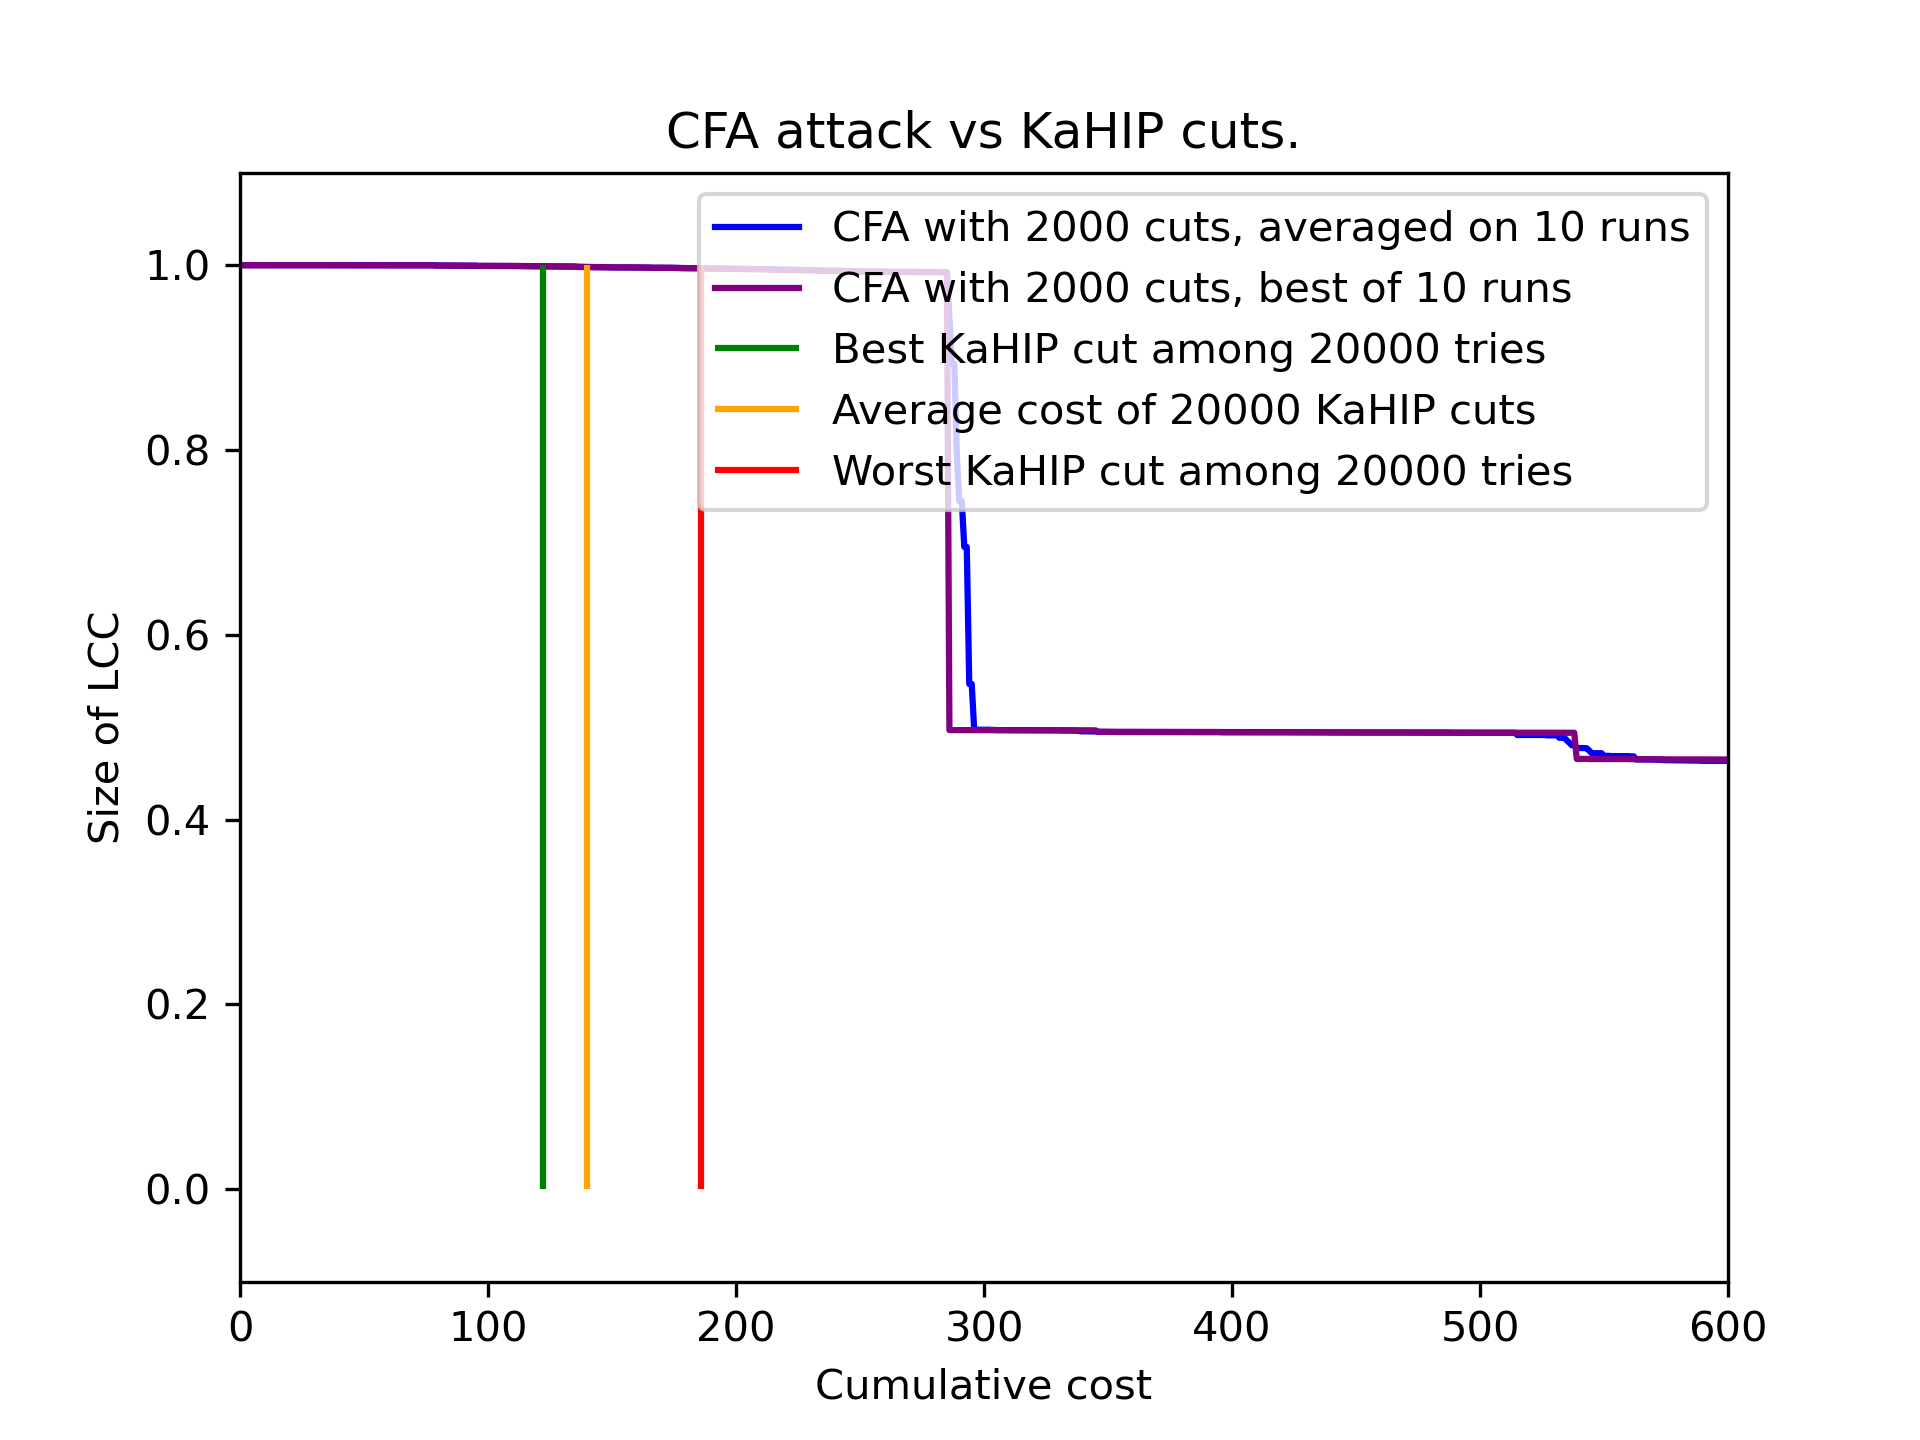 CFA attack vs KaHIP cuts.
CFA with 2000 cuts, averaged on 10 runs
CFA with 2000 cuts, best of 10 runs
Best KaHIP cut among 20000 tries
Average cost of 20000 KaHIP cuts
Worst KaHIP cut among 20000 tries
1.0
0.8
0.6
0.4
0.2
0.0
Size of LCC
0 100 200 300 400 500 600
Cumulative cost